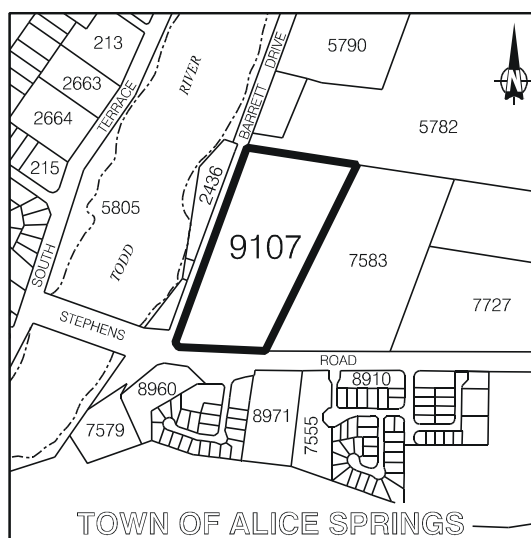 213
2663
2664
215
TERRACE
SOUTH
RIVER
TODD
5805
2436
BARRETT DRIVE
5790
N
5782
9107
7583
7727
STEPHENS
ROAD
8960
7579
8971
7555
8910
TOWN OF ALICE SPRINGS